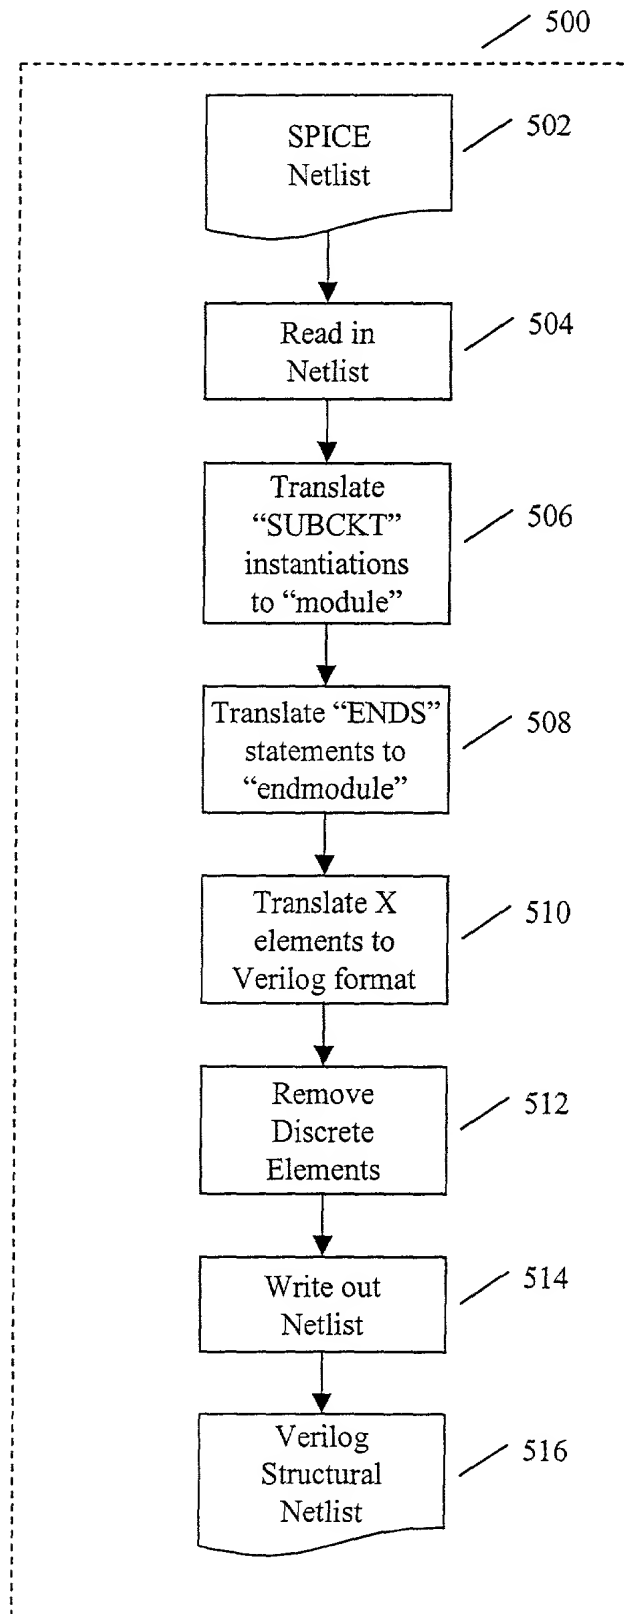 500
SPICE
Netlist
502
Read in
Netlist
504
Translate
“SUBCKT”
instantiations
to “module”
506
Translate “ENDS”
statements to
“endmodule”
508
Translate X
elements to
Verilog format
510
Remove
Discrete
Elements
512
Write out
Netlist
514
Verilog
Structural
Netlist
516